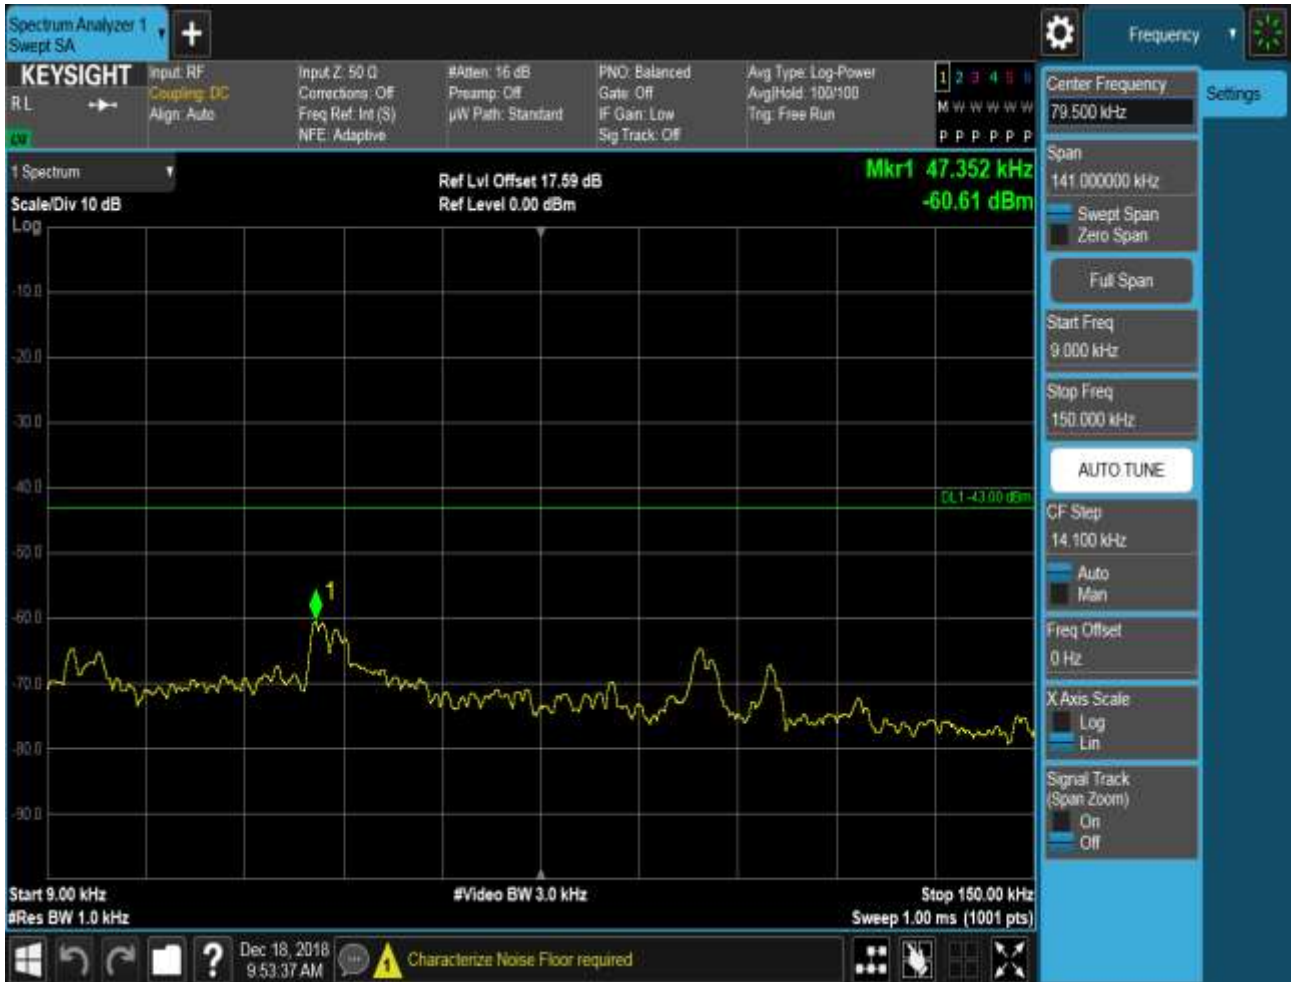 Spectrum Analyzer 1
Swept SA
+
Frequency
KEYSIGHT
Input: RF
Input Z: 50 Ω
#Atten: 16 dB
PNO: Balanced
Avg Type: Log-Power
1 2 3 4 5 6
RL
Coupling: DC
Corrections: Off
Preamp: Off
Gate: Off
Avg|Hold: 100/100
M W W W W W
Align: Auto
Freq Ref: Int (S)
µW Path: Standard
IF Gain: Low
Trig: Free Run
NFE: Adaptive
Sig Track: Off
P P P P P P
1 Spectrum
Ref Lvl Offset 17.59 dB
Mkr1 47.352 kHz
Scale/Div 10 dB
Ref Level 0.00 dBm
-60.61 dBm
Log
-10.0
-20.0
-30.0
-40.0
DL1 -43.00 dBm
-50.0
1
-60.0
-70.0
-80.0
-90.0
Start 9.00 kHz
#Video BW 3.0 kHz
Stop 150.00 kHz
#Res BW 1.0 kHz
Sweep 1.00 ms (1001 pts)
?
Dec 18, 2018
9:53:37 AM
Characterize Noise Floor required
Center Frequency
79.500 kHz
Settings
Span
141.000000 kHz
Swept Span
Zero Span
Full Span
Start Freq
9.000 kHz
Stop Freq
150.000 kHz
AUTO TUNE
CF Step
14.100 kHz
Auto
Man
Freq Offset
0 Hz
X Axis Scale
Log
Lin
Signal Track
(Span Zoom)
On
Off